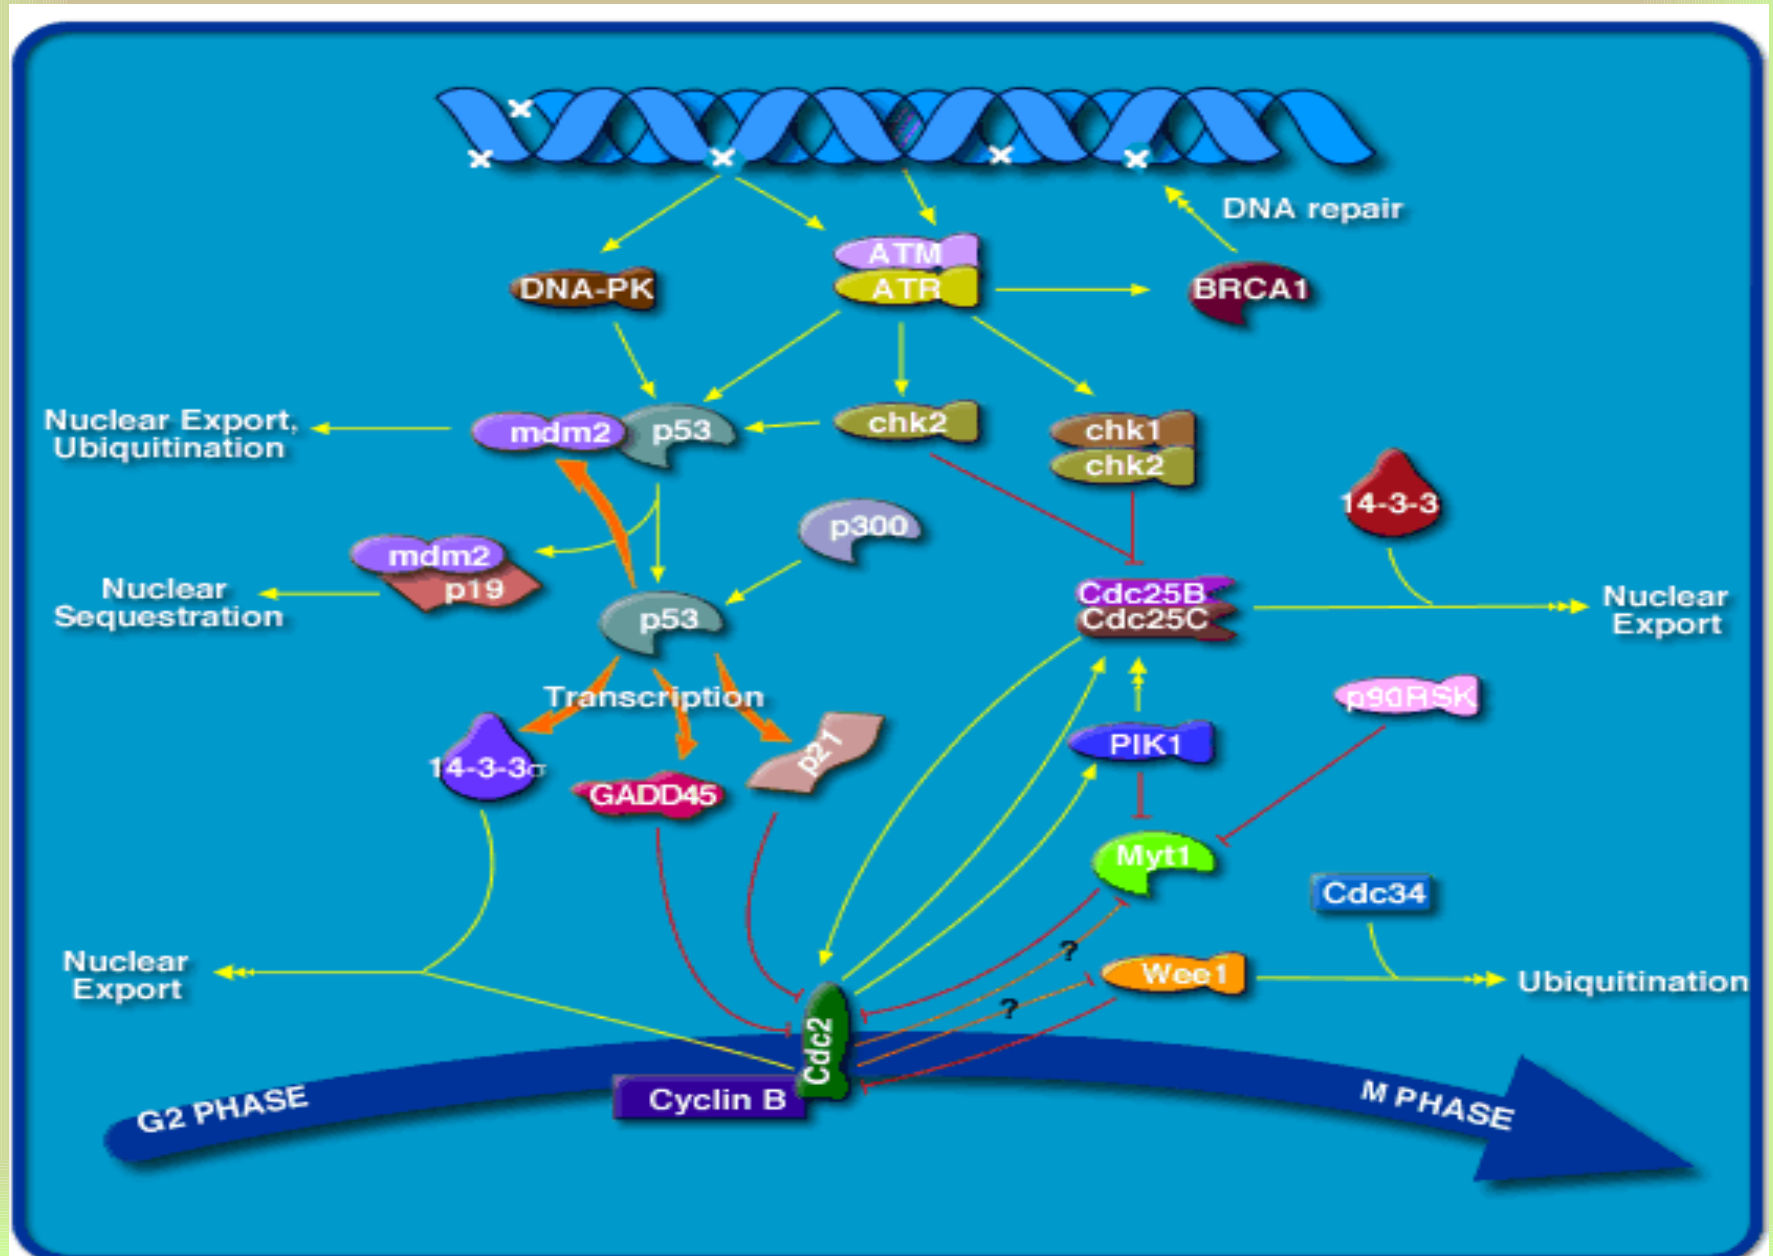 DNA repair
ATM
DNA-PK
ATR
BRCA1
Nuclear Export,
Ubiquitination
mdm2
p53
chk2
chk1
chk2
14-3-3
p300
mdm2
p19
Nuclear
Sequestration
p53
Cdc25B
Cdc25C
Nuclear
Export
Transcription
p90RSK
14-3-3σ
GADD45
p21
PIK1
Myt1
Cdc34
?
Nuclear
Export
Wee1
Ubiquitination
?
Cdc2
Cyclin B
G2 PHASE
M PHASE